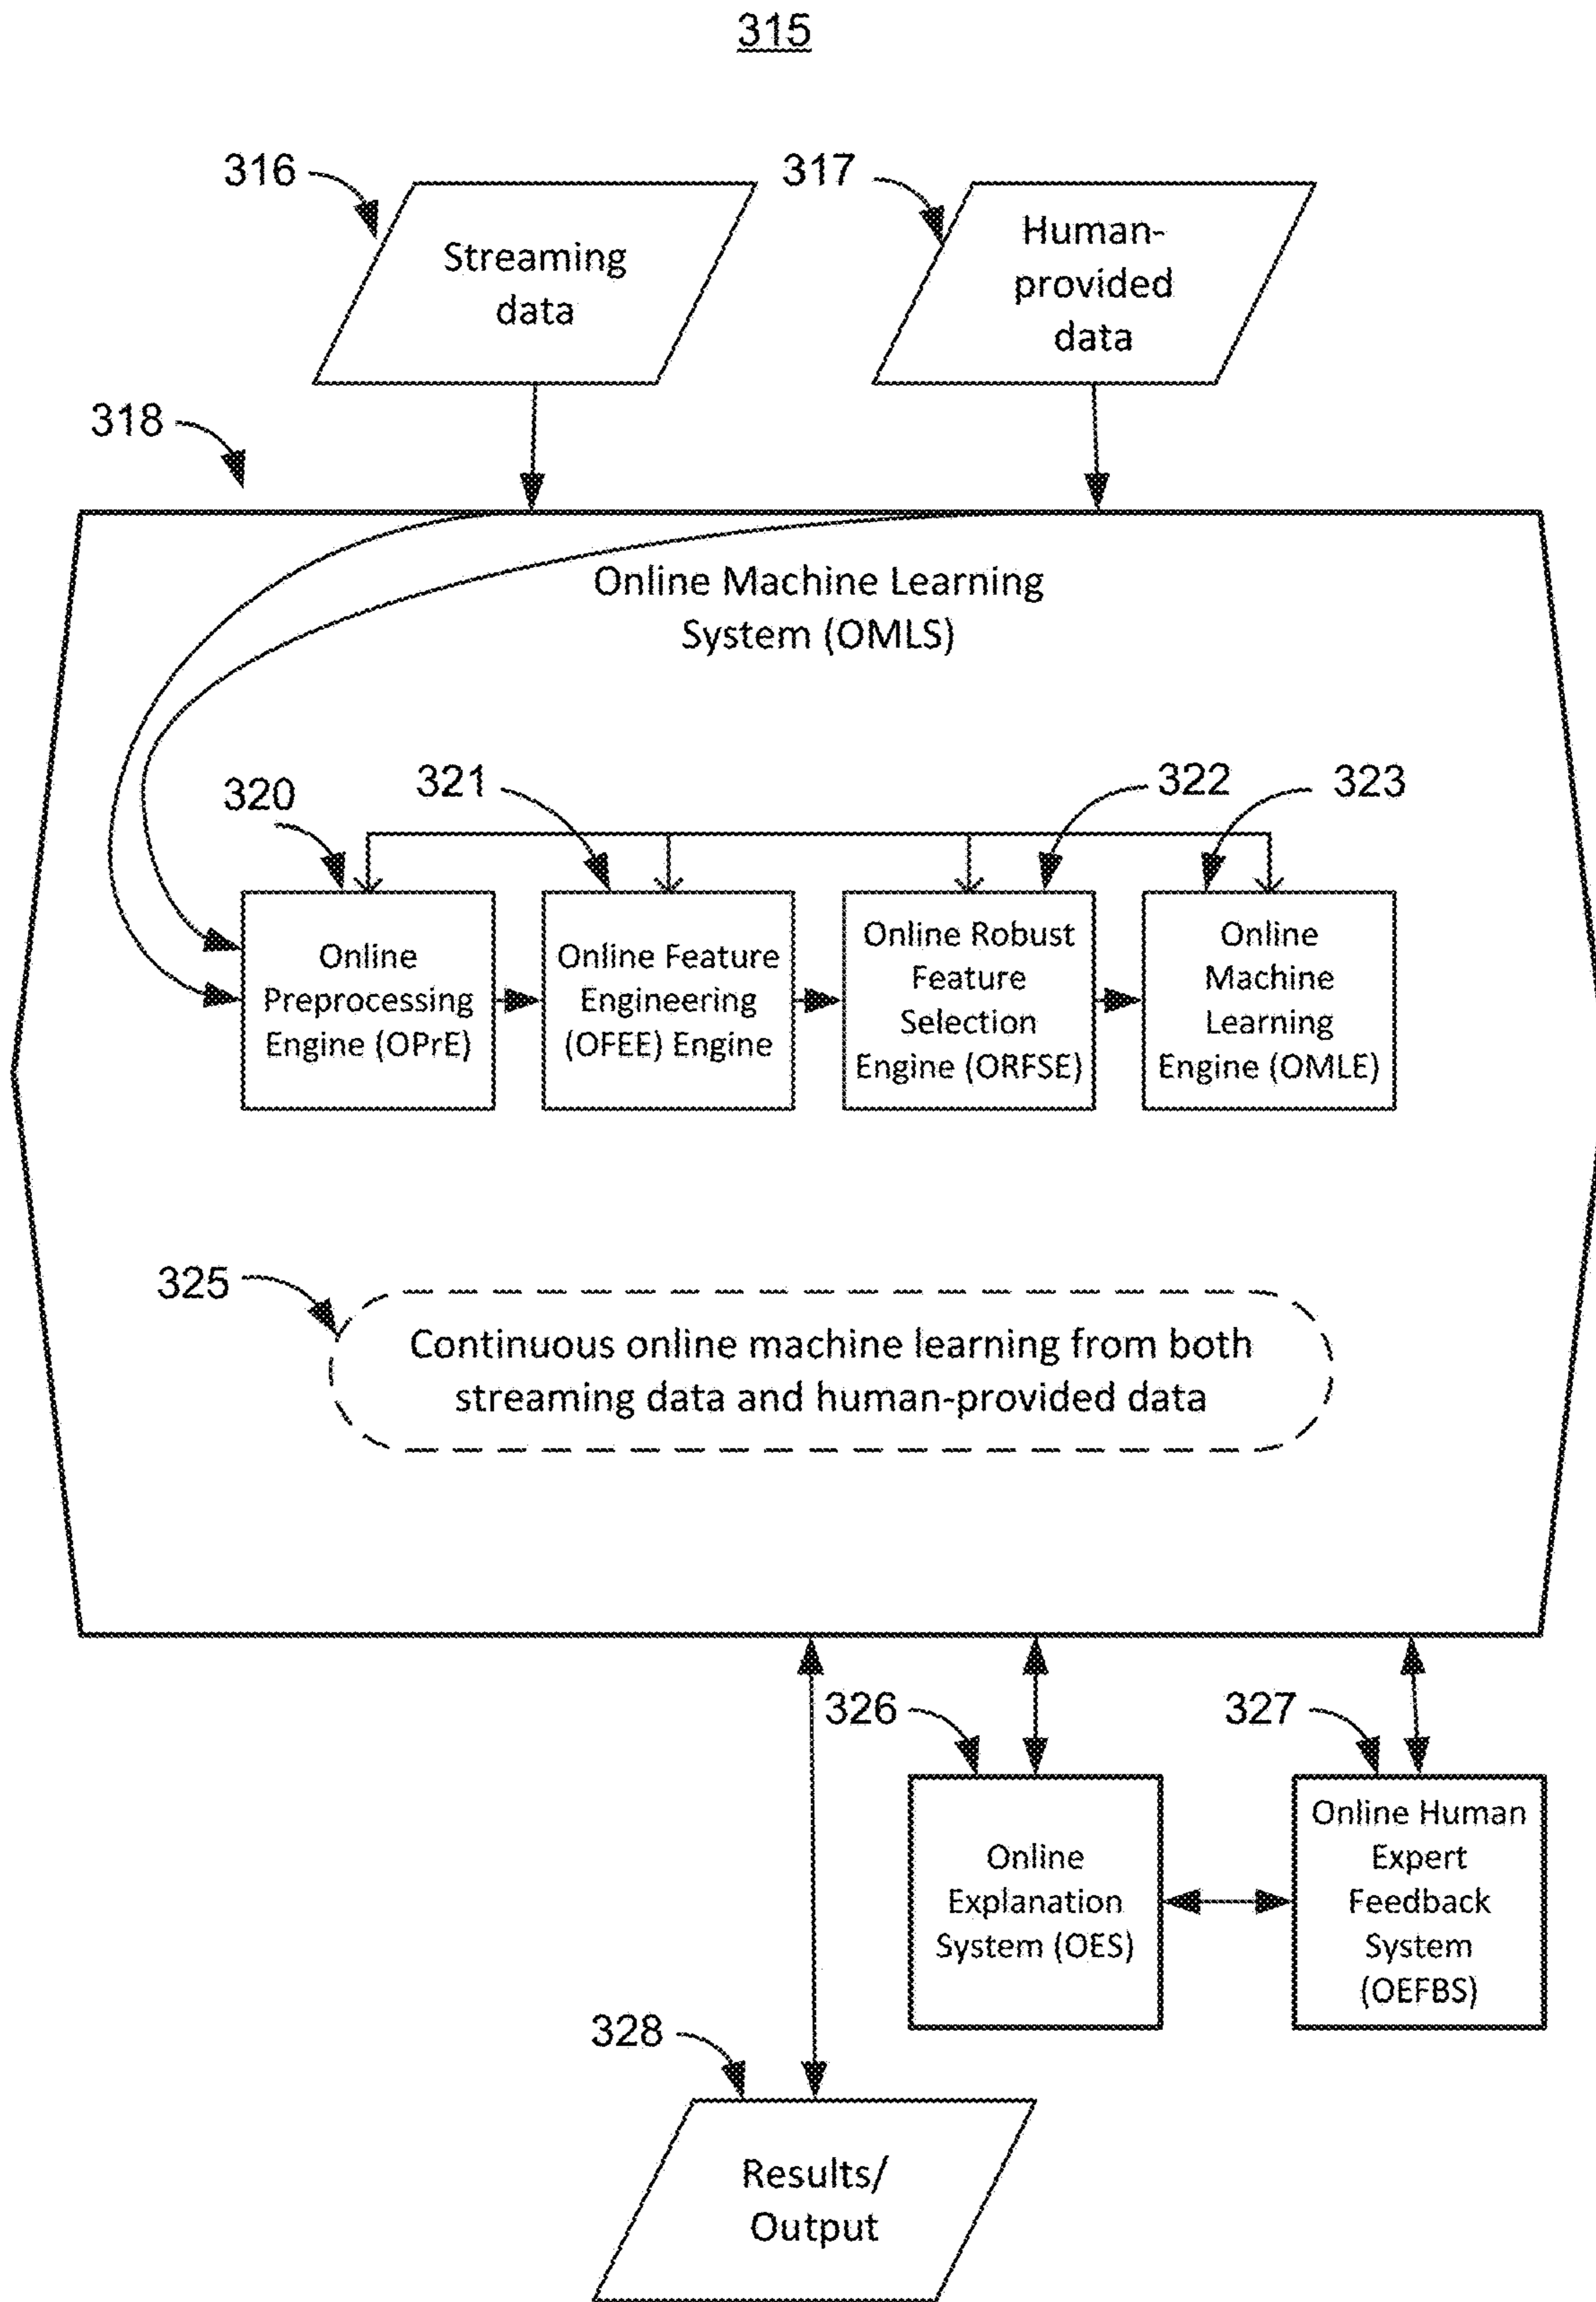 315
316
Streaming
data
317
Human-
provided
data
318
Online Machine Learning
System (OMLS)
320
321
322
323
Online
Preprocessing
Engine (OPrE)
Online Feature
Engineering
(OFEE) Engine
Online Robust
Feature
Selection
Engine (ORFSE)
Online
Machine
Learning
Engine (OMLE)
325
Continuous online machine learning from both
streaming data and human-provided data
326
327
Online
Explanation
System (OES)
Online Human
Expert
Feedback
System
(OEFBS)
328
Results/
Output